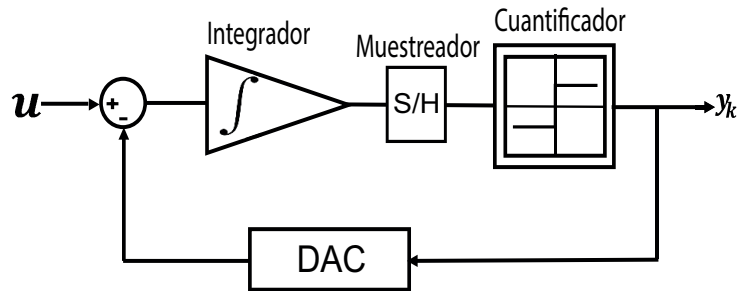 Integrador
Muestreador
Cuantificador
u
+
-
∫
S/H
y_k
DAC